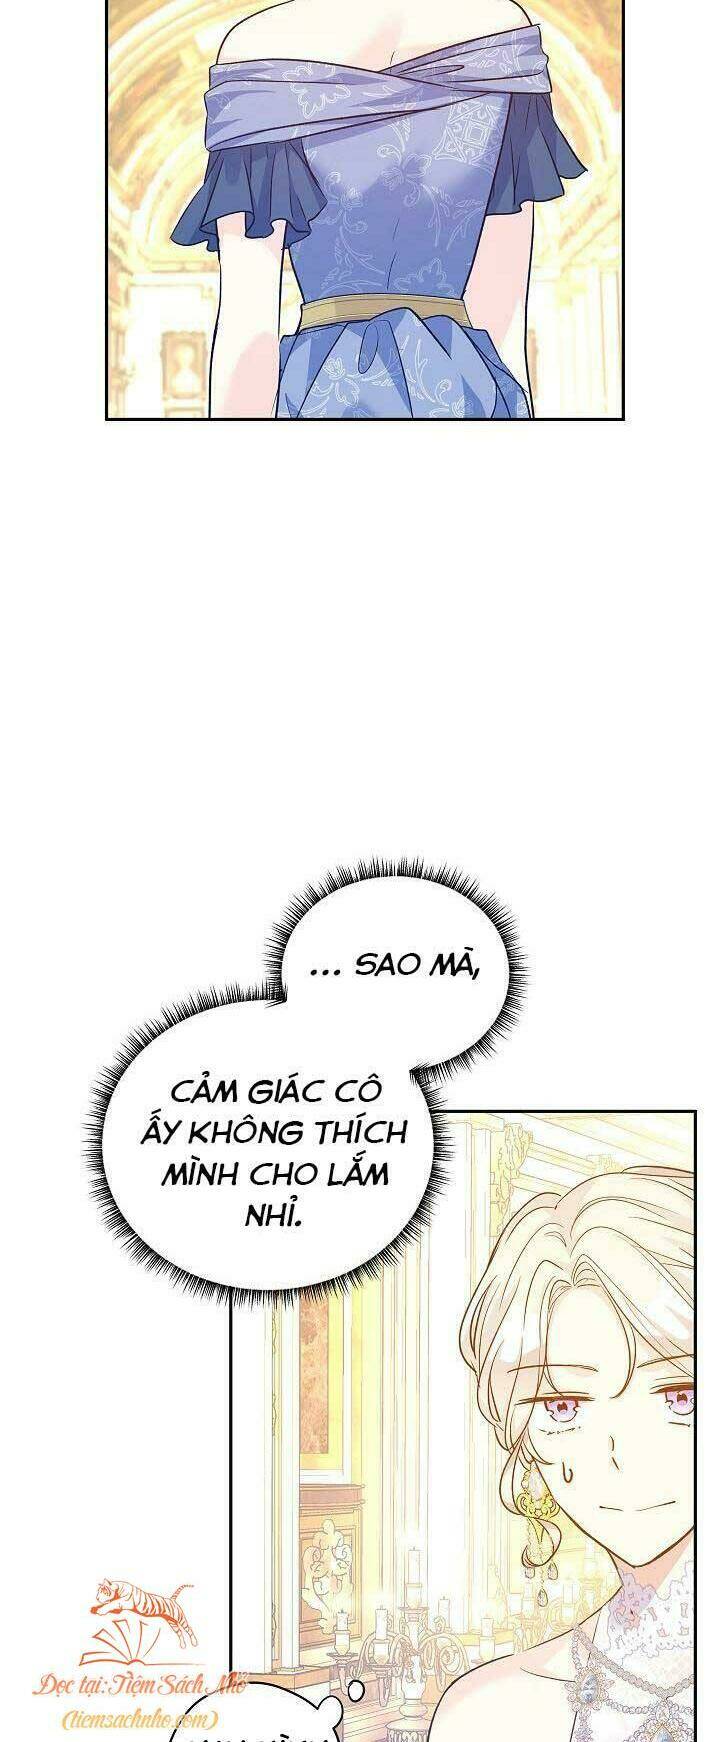 ... SAO MÀ,
CẢM GIÁC CÔ
ẤY KHÔNG THÍCH
MÌNH CHO LẮM
NHỈ.
Đọc tại: Tiệm Sách Nhỏ
(tiemsachnho.com)